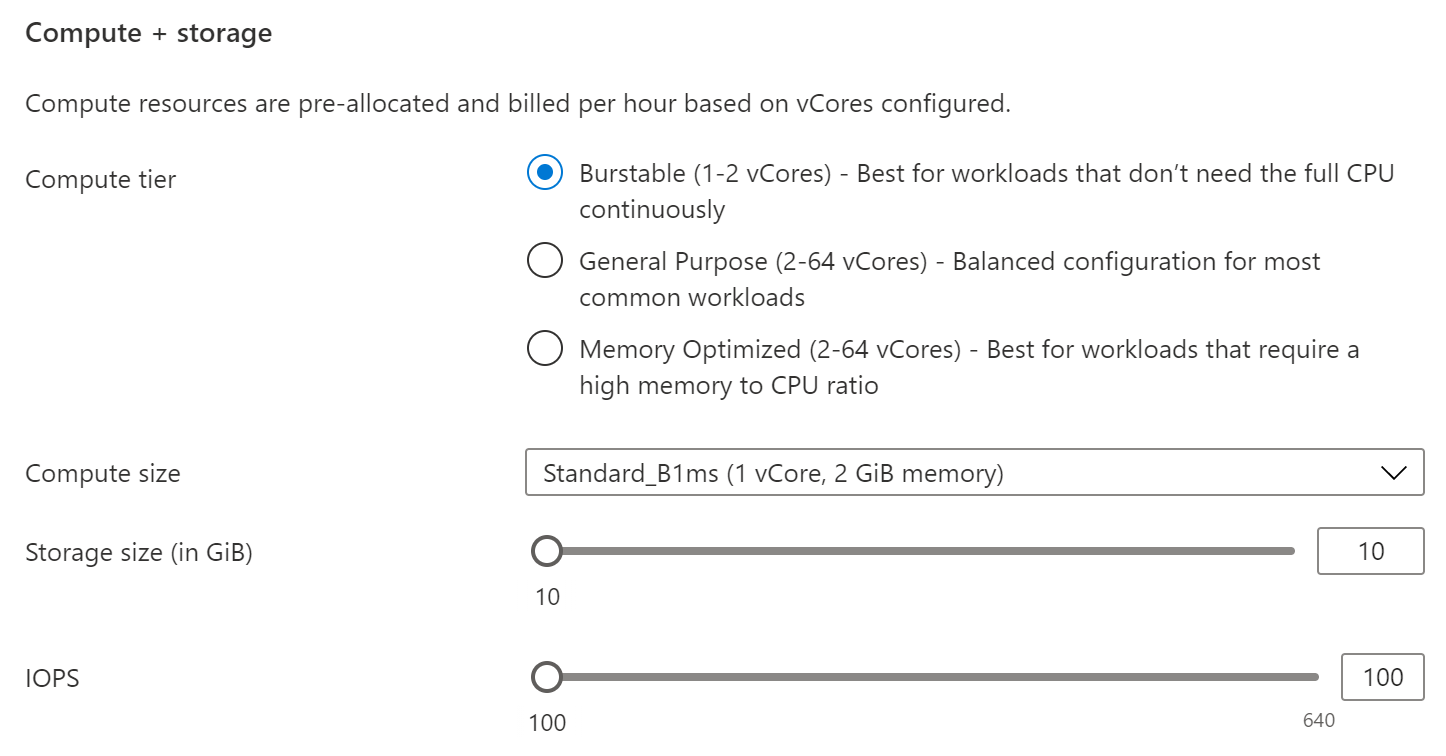 Compute + storage
Compute resources are pre-allocated and billed per hour based on vCores configured.
Compute tier
Burstable (1-2 vCores) - Best for workloads that don’t need the full CPU
continuously
General Purpose (2-64 vCores) - Balanced configuration for most
common workloads
Memory Optimized (2-64 vCores) - Best for workloads that require a
high memory to CPU ratio
Compute size
Standard_B1ms (1 vCore, 2 GiB memory)
Storage size (in GiB)
10
10
IOPS
100
100
640